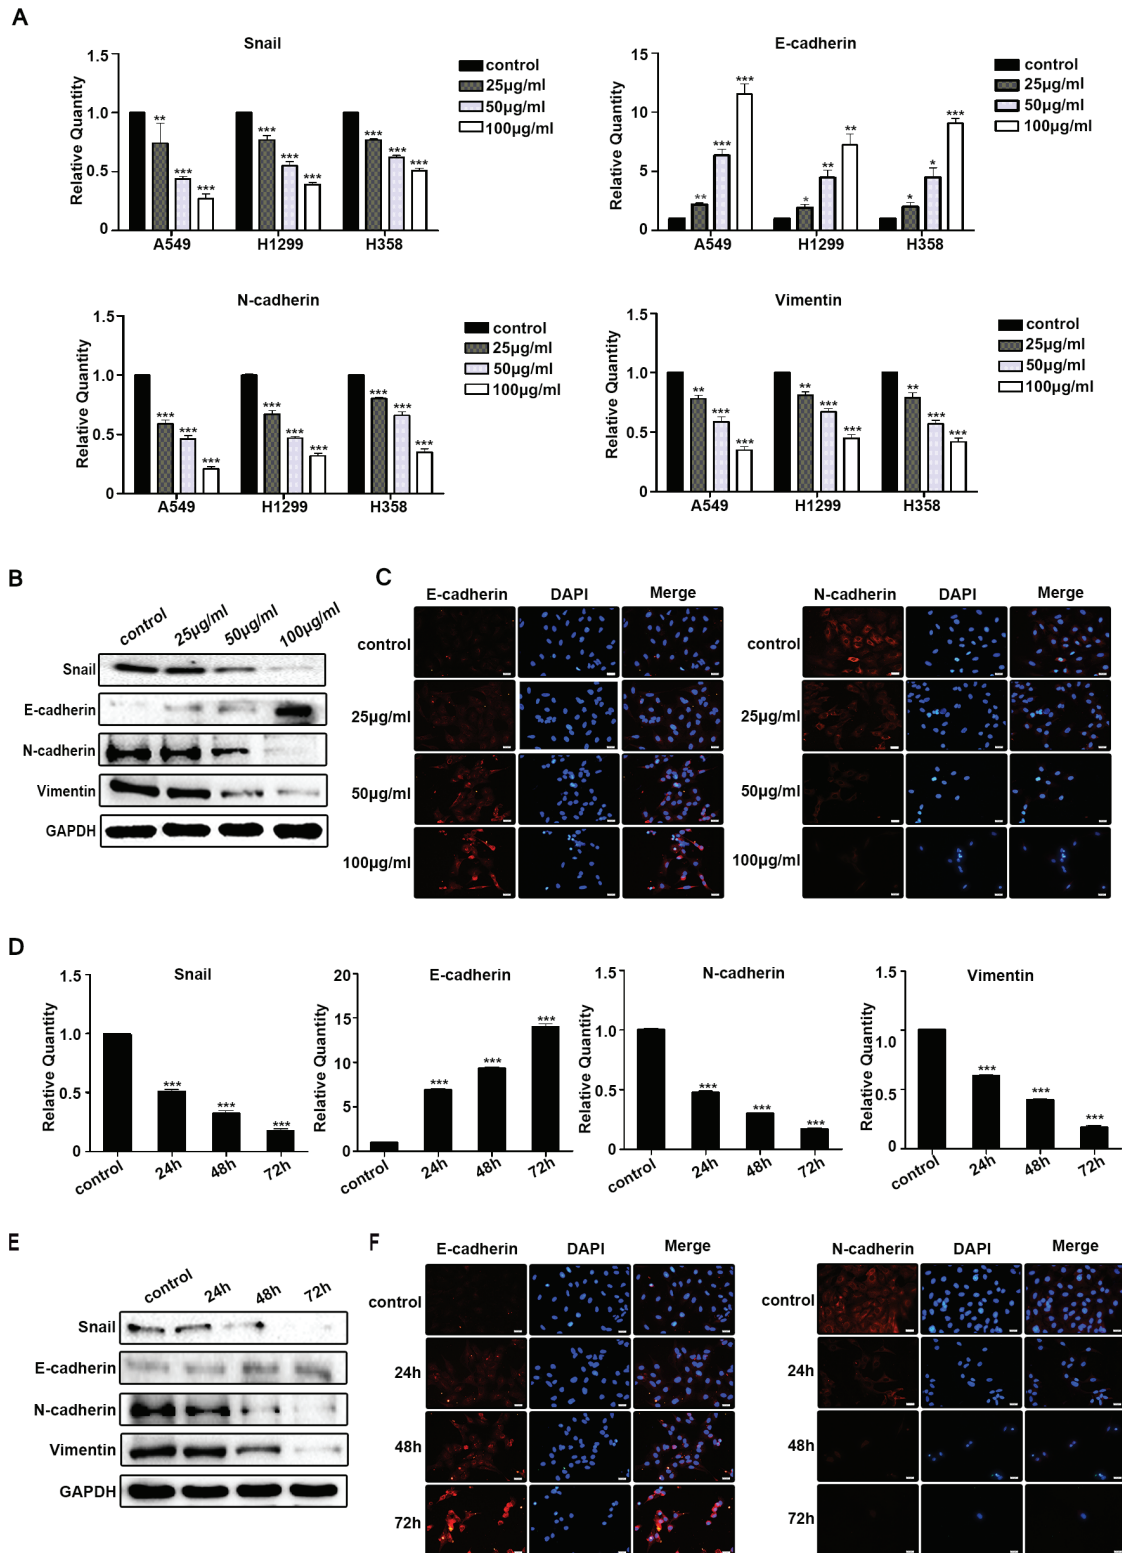 A
Snail
Relative Quantity
1.5
1.0
0.5
0
** *** ***
*** *** ***
*** *** ***
A549 H1299 H358
control
25µg/ml
50µg/ml
100µg/ml
E-cadherin
Relative Quantity
15
10
5
0
** *** ***
* ** **
* * ***
A549 H1299 H358
control
25µg/ml
50µg/ml
100µg/ml
N-cadherin
Relative Quantity
1.5
1.0
0.5
0
*** *** ***
*** *** ***
*** *** ***
A549 H1299 H358
control
25µg/ml
50µg/ml
100µg/ml
Vimentin
Relative Quantity
1.5
1.0
0.5
0
** *** ***
** *** ***
** *** ***
A549 H1299 H358
control
25µg/ml
50µg/ml
100µg/ml
B
control 25µg/ml 50µg/ml 100µg/ml
Snail
E-cadherin
N-cadherin
Vimentin
GAPDH
C
E-cadherin DAPI Merge
control
25µg/ml
50µg/ml
100µg/ml
N-cadherin DAPI Merge
control
25µg/ml
50µg/ml
100µg/ml
D
Snail
Relative Quantity
1.5
1.0
0.5
0
*** *** ***
control 24h 48h 72h
E-cadherin
Relative Quantity
20
15
10
5
0
*** *** ***
control 24h 48h 72h
N-cadherin
Relative Quantity
1.5
1.0
0.5
0
*** *** ***
control 24h 48h 72h
Vimentin
Relative Quantity
1.5
1.0
0.5
0
*** *** ***
control 24h 48h 72h
E
control 24h 48h 72h
Snail
E-cadherin
N-cadherin
Vimentin
GAPDH
F
E-cadherin DAPI Merge
control
24h
48h
72h
N-cadherin DAPI Merge
control
24h
48h
72h